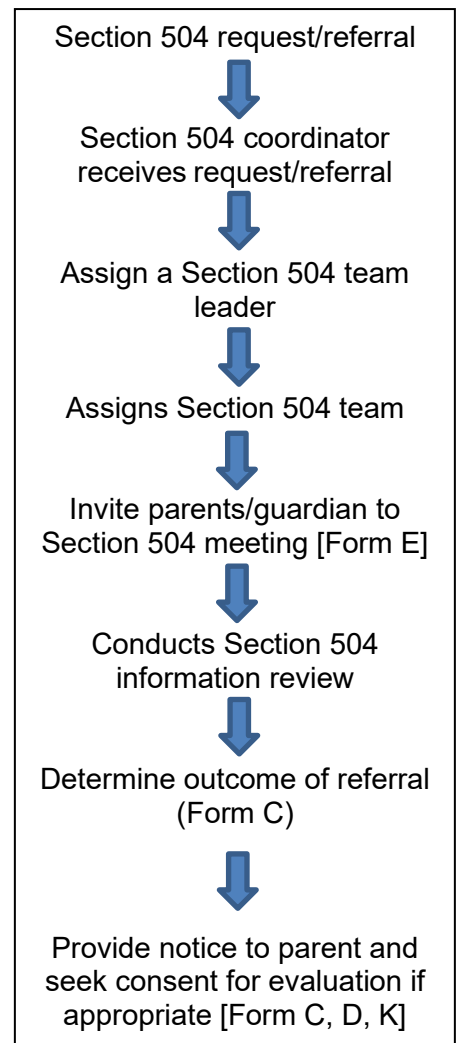 Section 504 request/referral
Section 504 coordinator
receives request/referral
Assign a Section 504 team
leader
Assigns Section 504 team
Invite parents/guardian to
Section 504 meeting [Form E]
Conducts Section 504
information review
Determine outcome of referral
(Form C)
Provide notice to parent and
seek consent for evaluation if
appropriate [Form C, D, K]